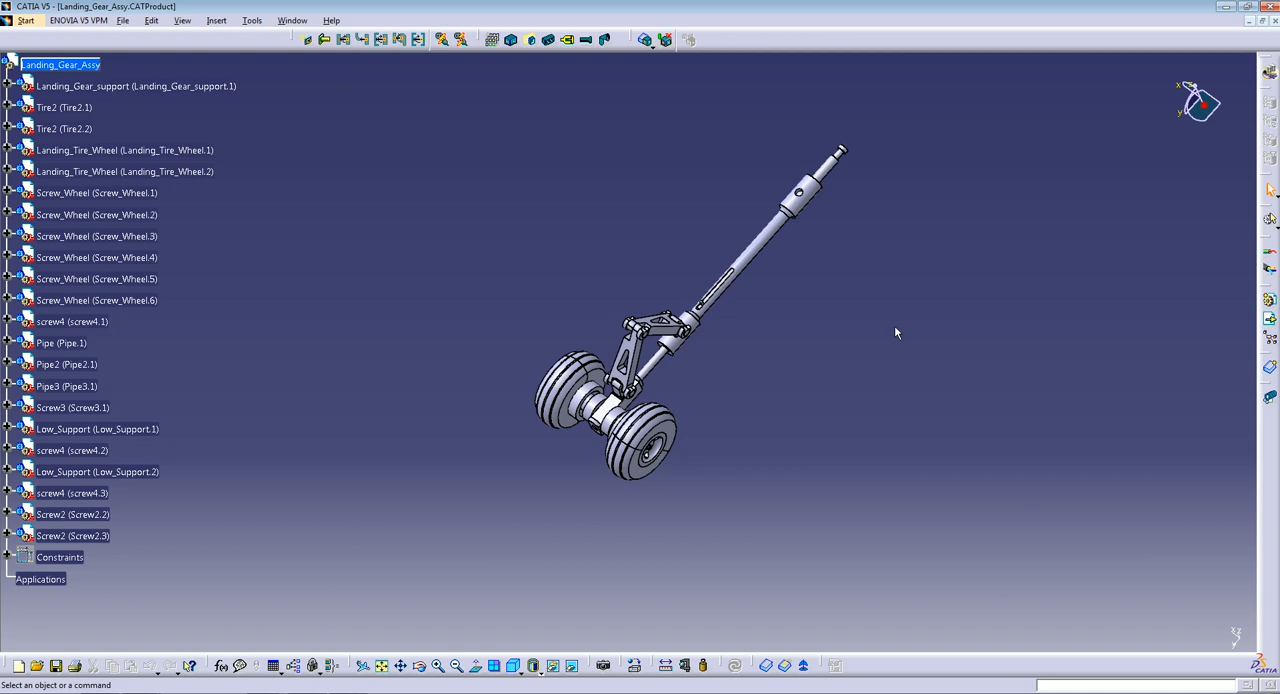 CATIA V5 - [Landing_Gear_Assy.CATProduct]
Start ENOVIA V5 VPM File Edit View Insert Tools Window Help
Landing_Gear_Assy
Landing_Gear_support (Landing_Gear_support.1)
Tire2 (Tire2.1)
Tire2 (Tire2.2)
Landing_Tire_Wheel (Landing_Tire_Wheel.1)
Landing_Tire_Wheel (Landing_Tire_Wheel.2)
Screw_Wheel (Screw_Wheel.1)
Screw_Wheel (Screw_Wheel.2)
Screw_Wheel (Screw_Wheel.3)
Screw_Wheel (Screw_Wheel.4)
Screw_Wheel (Screw_Wheel.5)
Screw_Wheel (Screw_Wheel.6)
screw4 (screw4.1)
Pipe (Pipe.1)
Pipe2 (Pipe2.1)
Pipe3 (Pipe3.1)
Screw3 (Screw3.1)
Low_Support (Low_Support.1)
screw4 (screw4.2)
Low_Support (Low_Support.2)
screw4 (screw4.3)
Screw2 (Screw2.2)
Screw2 (Screw2.3)
Constraints
Applications
x
y
x z
y
f(x)
CATIA
Select an object or a command